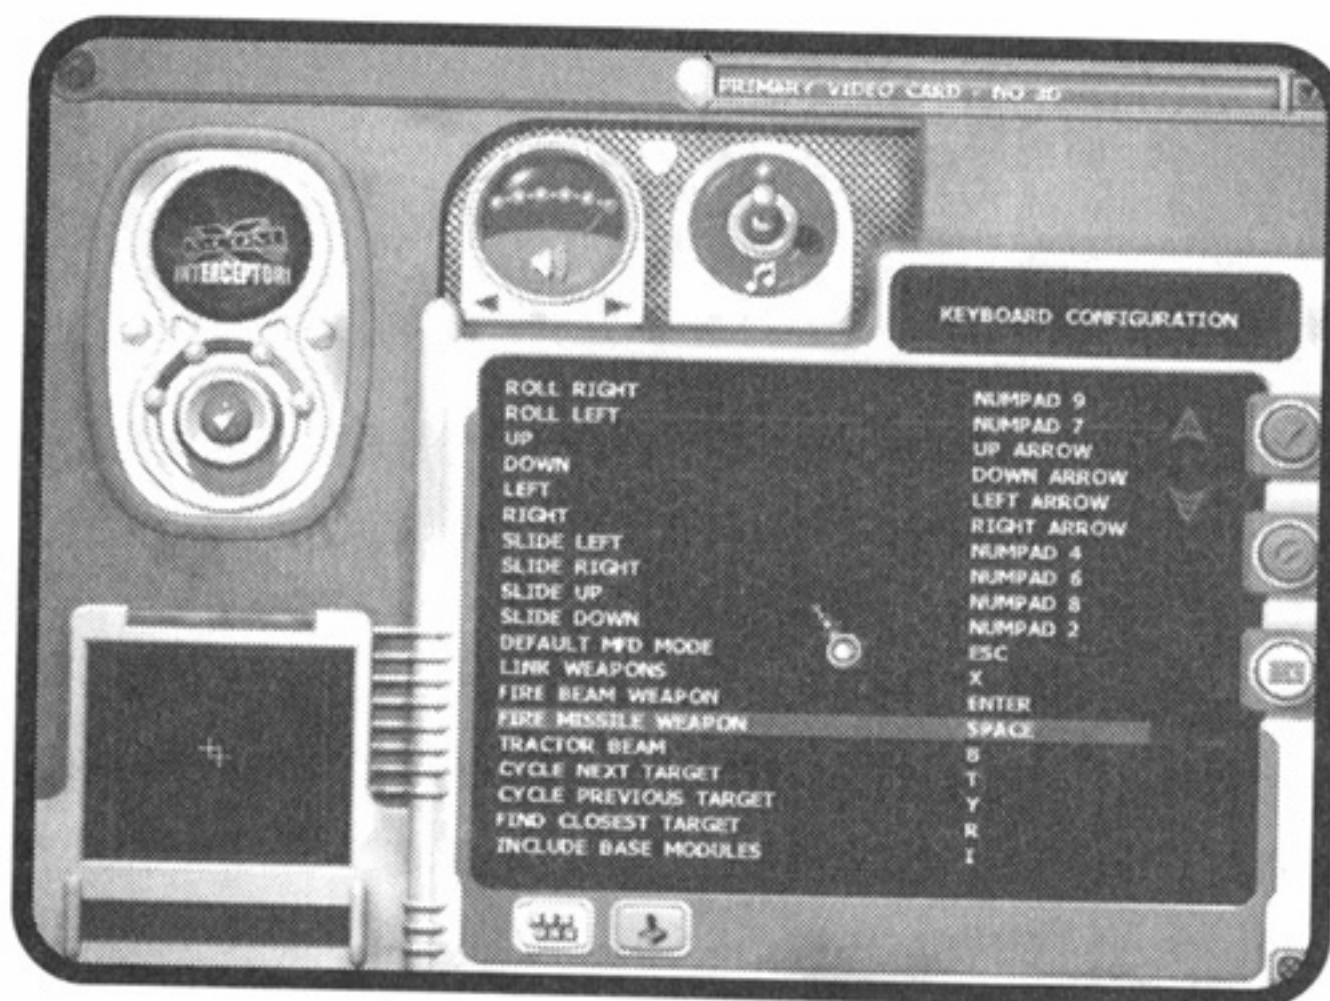 PRIMARY VIDEO CARD : NO 3D
X-COM
INTERCEPTOR
KEYBOARD CONFIGURATION
ROLL RIGHT NUMPAD 9
ROLL LEFT NUMPAD 7
UP UP ARROW
DOWN DOWN ARROW
LEFT LEFT ARROW
RIGHT RIGHT ARROW
SLIDE LEFT NUMPAD 4
SLIDE RIGHT NUMPAD 6
SLIDE UP NUMPAD 8
SLIDE DOWN NUMPAD 2
DEFAULT MFD MODE ESC
LINK WEAPONS X
FIRE BEAM WEAPON ENTER
FIRE MISSILE WEAPON SPACE
TRACTOR BEAM B
CYCLE NEXT TARGET T
CYCLE PREVIOUS TARGET Y
FIND CLOSEST TARGET R
INCLUDE BASE MODULES I